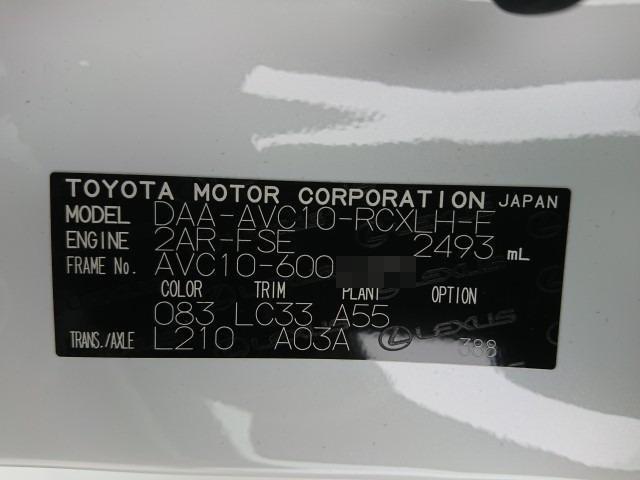 TOYOTA MOTOR CORPORATION JAPAN
MODEL DAA-AVC10-RCXLH-F
ENGINE 2AR-FSE 2493 mL
FRAME No. AVC10-600
COLOR TRIM PLANT OPTION
083 LC33 A55
TRANS./AXLE L210 A03A LEXUS 388